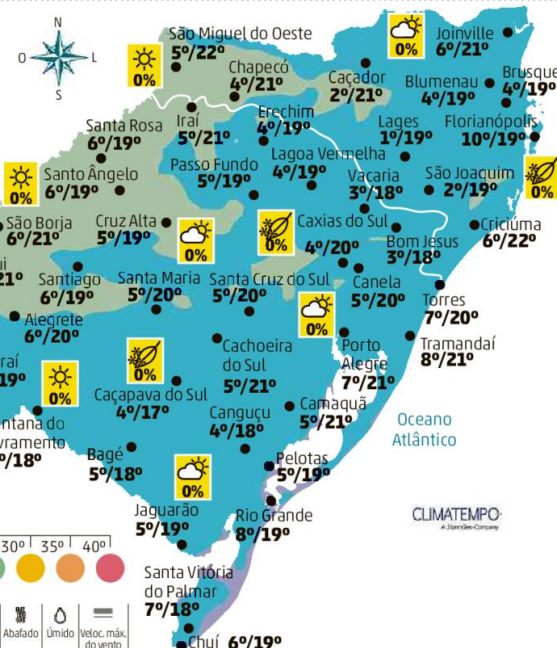 N
O
L
S
São Miguel do Oeste
5º/22º
0%
Chapecó
4º/21º
Caçador
2º/21º
0%
Joinville
6º/21º
Blumenau
4º/19º
Brusque
4º/19º
Santa Rosa
6º/19º
Iraí
5º/21º
Erechim
4º/19º
Lages
1º/19º
Florianópolis
10º/19º
0%
Santo Ângelo
6º/19º
Passo Fundo
5º/19º
Lagoa Vermelha
4º/19º
Vacaria
3º/18º
São Joaquim
2º/19º
0%
São Borja
6º/21º
Cruz Alta
5º/19º
0%
0%
Caxias do Sul
4º/20º
Bom Jesus
3º/18º
Criciúma
6º/22º
ui
21º
Santiago
6º/19º
Santa Maria
5º/20º
Santa Cruz do Sul
5º/20º
Canela
5º/20º
Torres
7º/20º
Alegrete
6º/20º
0%
Cachoeira
do Sul
5º/21º
Porto
Alegre
7º/21º
Tramandaí
8º/21º
raí
19º
0%
0%
Caçapava do Sul
4º/17º
Camaquã
5º/21º
ntana do
vramento
º/18º
Canguçu
4º/18º
Oceano
Atlântico
Bagé
5º/18º
0%
Pelotas
5º/19º
Jaguarão
5º/19º
Rio Grande
8º/19º
CLIMATEMPO
A StormGeo Company
30º 35º 40º
Santa Vitória
do Palmar
7º/18º
Abafado
Úmido
Veloc. máx.
do vento
Chuí 6º/19º